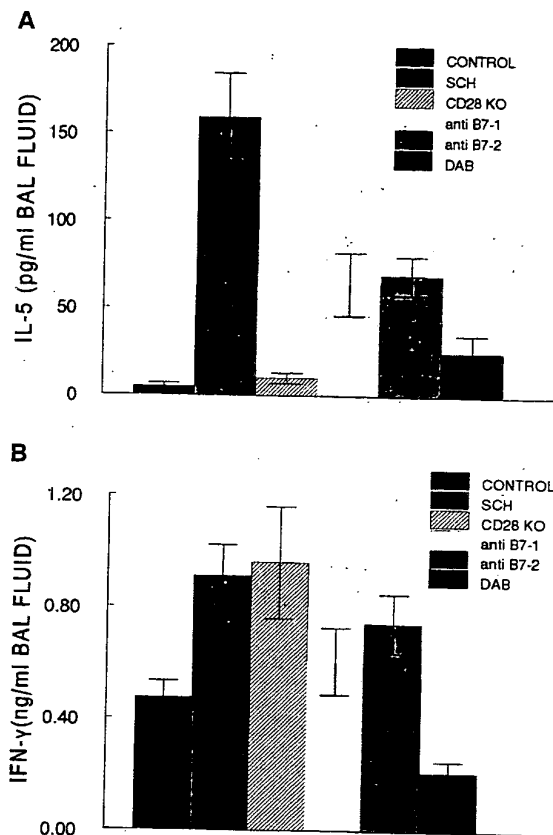 A
200
150
100
50
0
IL-5 (pg/ml BAL FLUID)
CONTROL
SCH
CD28 KO
anti B7-1
anti B7-2
DAB
B
1.20
0.80
0.40
0.00
IFN-γ(ng/ml BAL FLUID)
CONTROL
SCH
CD28 KO
anti B7-1
anti B7-2
DAB